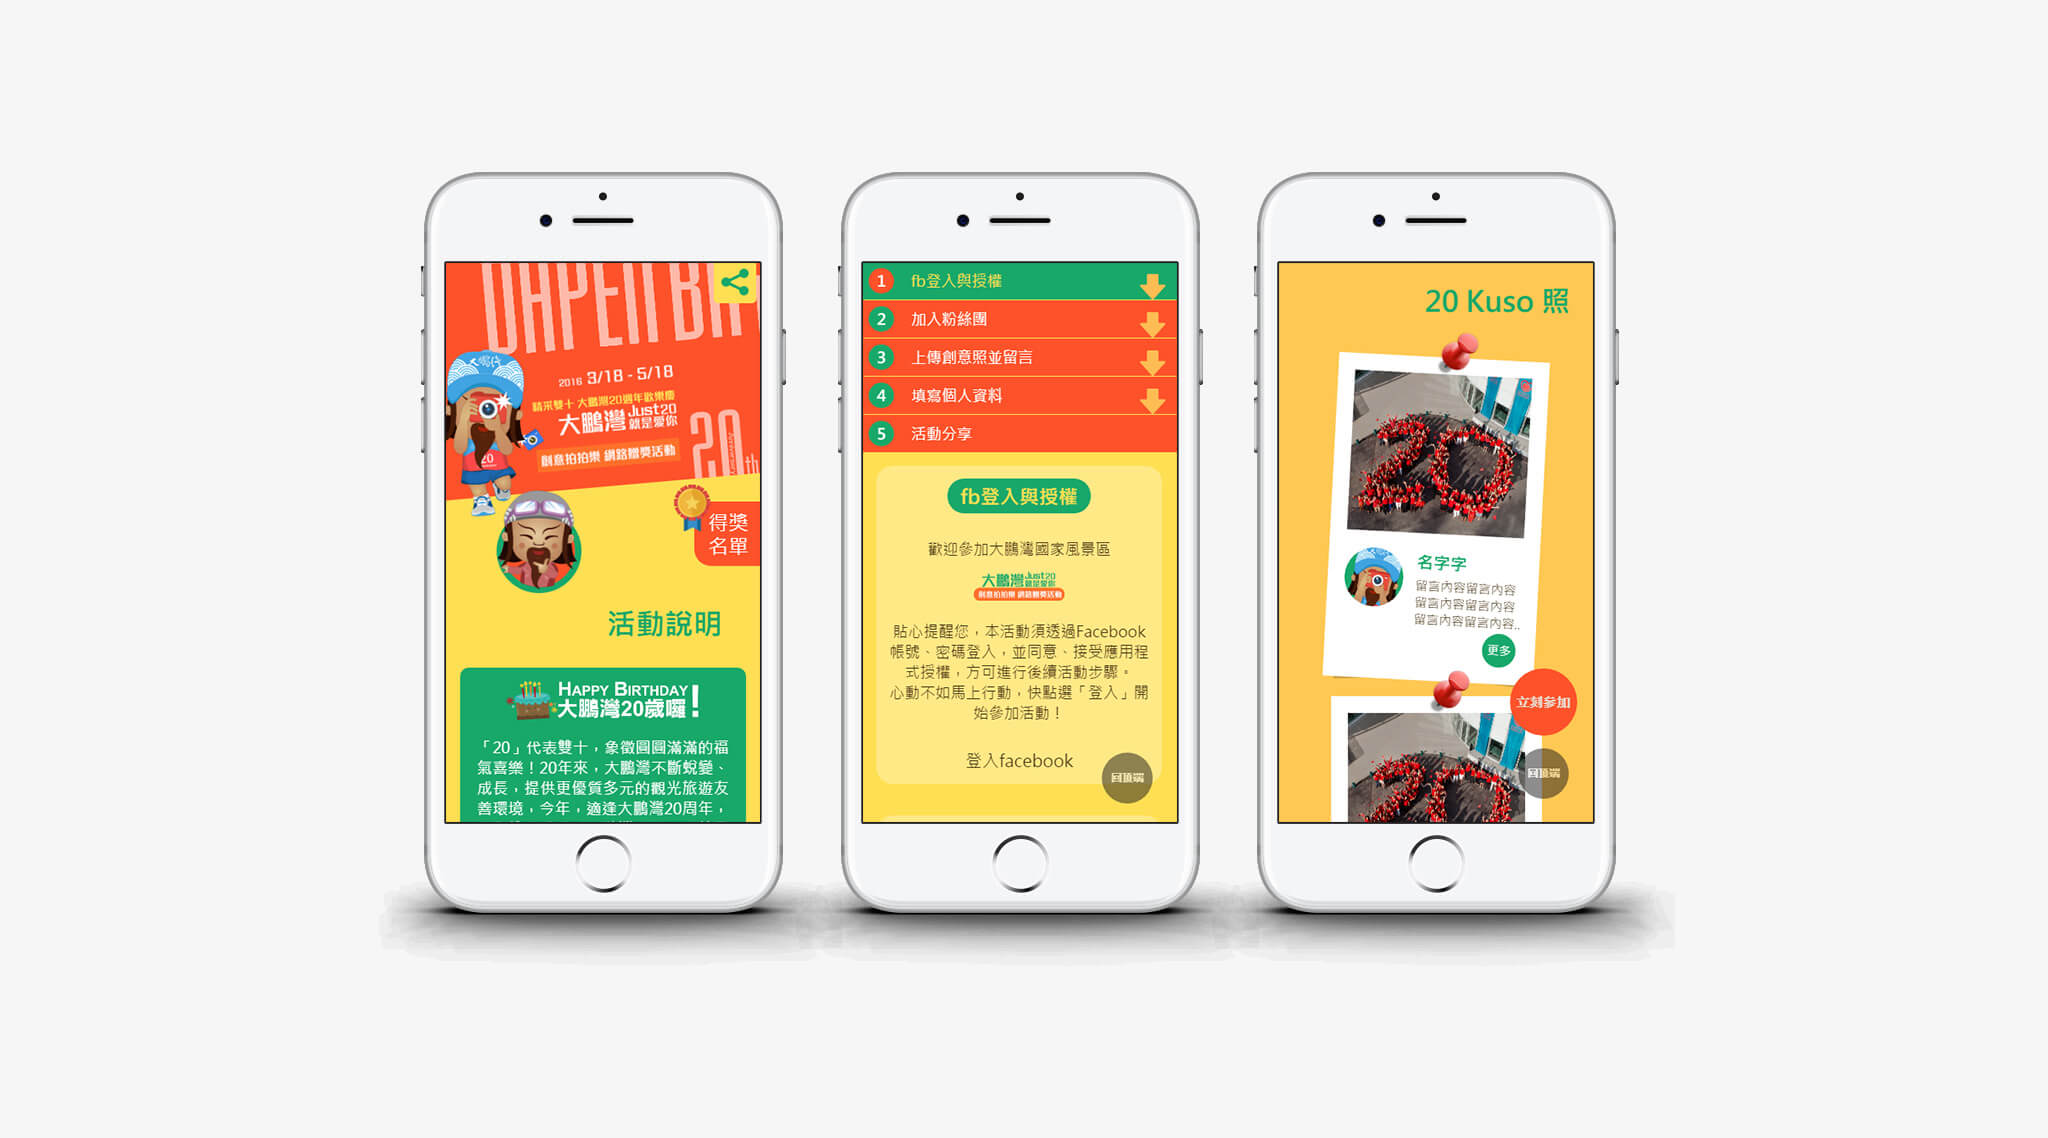 DAPEN BA
2016 3/18 - 5/18
精采雙十 大鵬灣20週年歡樂慶
大鵬灣 Just20 就是愛你
創意拍拍樂 網路贈獎活動
20th
20
得獎
名單
活動說明
HAPPY BIRTHDAY
大鵬灣20歲囉!
「20」代表雙十，象徵圓圓滿滿的福
氣喜樂！20年來，大鵬灣不斷蛻變、
成長，提供更優質多元的觀光旅遊友
善環境，今年，適逢大鵬灣20周年，
1 fb登入與授權
2 加入粉絲團
3 上傳創意照並留言
4 填寫個人資料
5 活動分享
fb登入與授權
歡迎參加大鵬灣國家風景區
大鵬灣 Just20 就是愛你
創意拍拍樂 網路贈獎活動
貼心提醒您，本活動須透過Facebook
帳號、密碼登入，並同意、接受應用程
式授權，方可進行後續活動步驟。
心動不如馬上行動，快點選「登入」開
始參加活動！
登入facebook
回頂端
20 Kuso 照
名字字
留言內容留言內容
留言內容留言內容
留言內容留言內容..
更多
立刻參加
回頂端